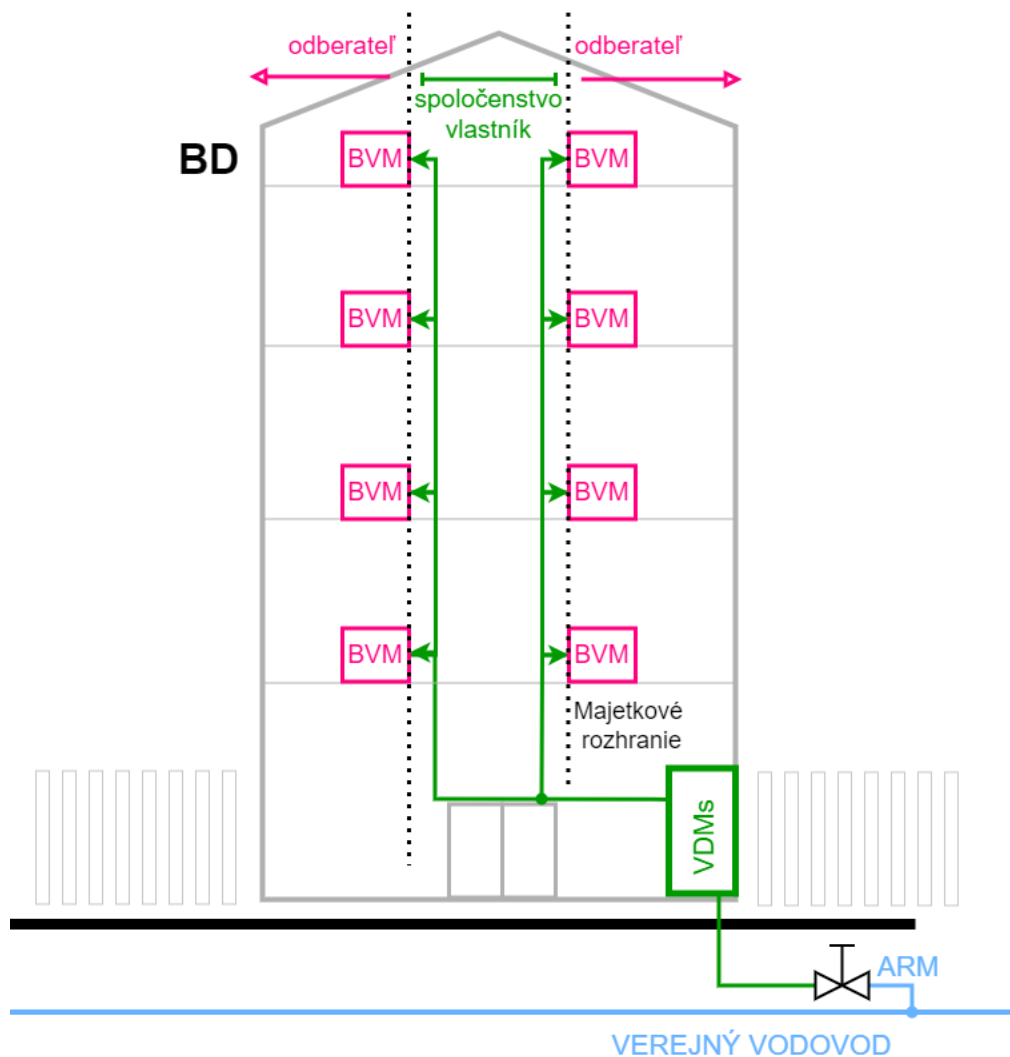 odberateľ
odberateľ
spoločenstvo
vlastník
BD
BVM
BVM
BVM
BVM
BVM
BVM
BVM
BVM
Majetkové
rozhranie
VDMs
ARM
VEREJNÝ VODOVOD